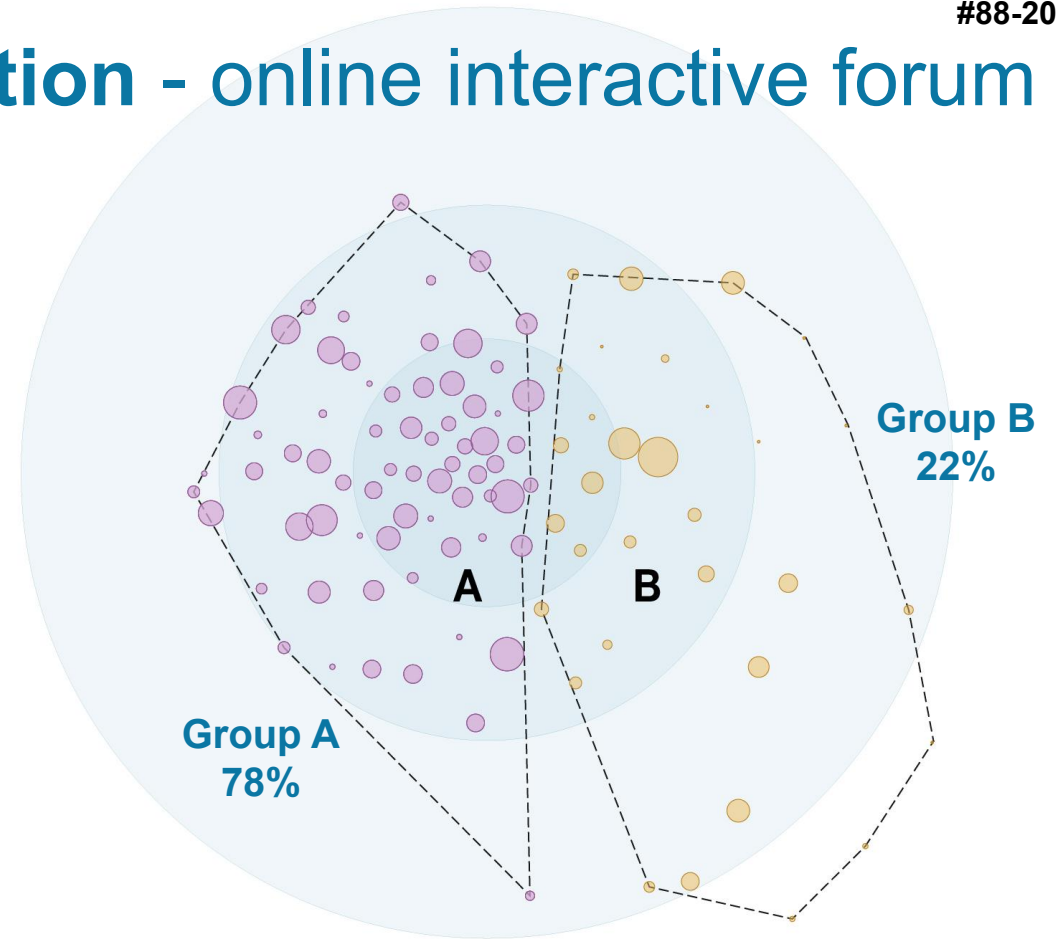 #88-20
tion - online interactive forum
Group B
22%
A
B
Group A
78%